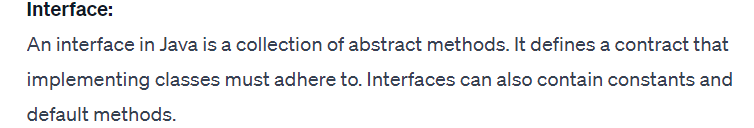 Interface:
An interface in Java is a collection of abstract methods. It defines a contract that
implementing classes must adhere to. Interfaces can also contain constants and
default methods.